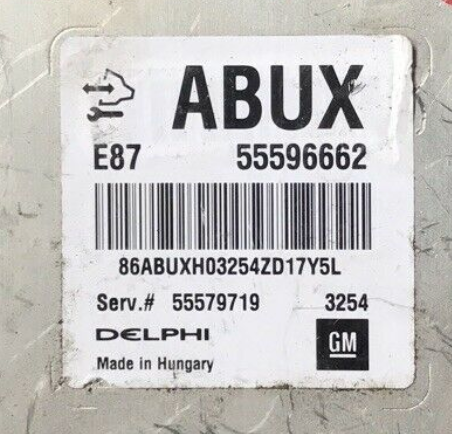 ABUX
E87 55596662
86ABUXH03254ZD17Y5L
Serv.# 55579719 3254
DELPHI GM
Made in Hungary